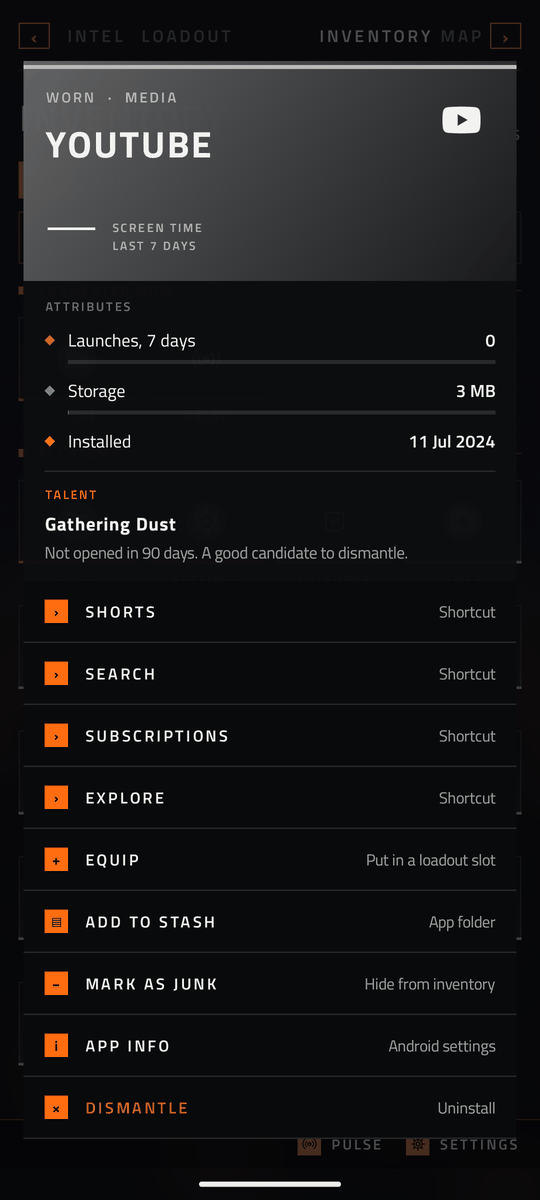 ‹ INTEL LOADOUT INVENTORY MAP ›
WORN · MEDIA
YOUTUBE
SCREEN TIME
LAST 7 DAYS
ATTRIBUTES
Launches, 7 days 0
Storage 3 MB
Installed 11 Jul 2024
TALENT
Gathering Dust
Not opened in 90 days. A good candidate to dismantle.
› SHORTS Shortcut
› SEARCH Shortcut
› SUBSCRIPTIONS Shortcut
› EXPLORE Shortcut
+ EQUIP Put in a loadout slot
ADD TO STASH App folder
− MARK AS JUNK Hide from inventory
i APP INFO Android settings
× DISMANTLE Uninstall
PULSE SETTINGS